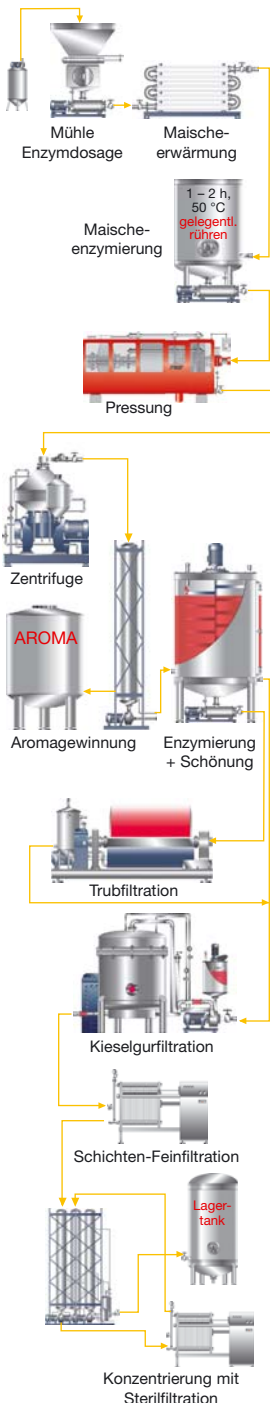 Mühle
Enzymdosage
Maische-
erwärmung
1 – 2 h,
50 °C
gelegentl.
rühren
Maische-
enzymierung
Pressung
Zentrifuge
AROMA
Aromagewinnung
Enzymierung
+ Schönung
Trubfiltration
Kieselgurfiltration
Schichten-Feinfiltration
Lager-
tank
Konzentrierung mit
Sterilfiltration